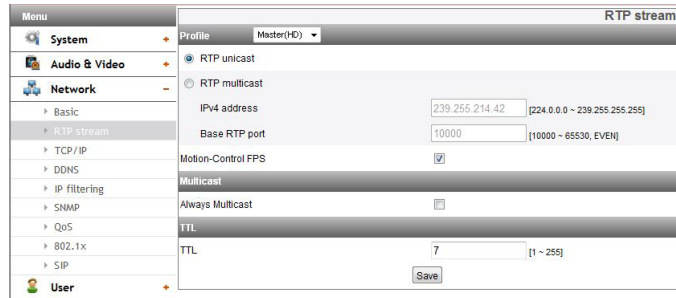 Menu
System +
Audio & Video +
Network -
Basic
RTP stream
TCP/IP
DDNS
IP filtering
SNMP
QoS
802.1x
SIP
User +
RTP stream
Profile Master(HD)
RTP unicast
RTP multicast
IPv4 address 239.255.214.42 [224.0.0.0 ~ 239.255.255.255]
Base RTP port 10000 [10000 ~ 65530, EVEN]
Motion-Control FPS
Multicast
Always Multicast
TTL
TTL 7 [1 ~ 255]
Save